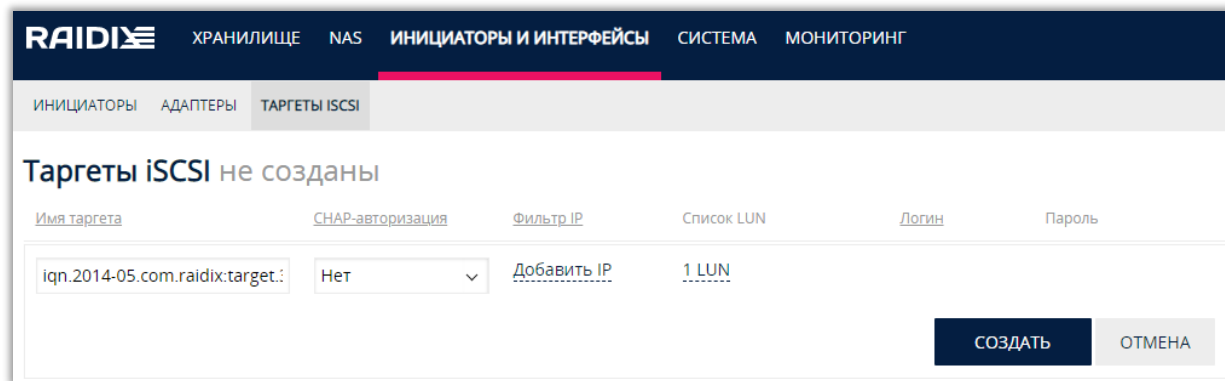 RAIDIX ХРАНИЛИЩЕ NAS ИНИЦИАТОРЫ И ИНТЕРФЕЙСЫ СИСТЕМА МОНИТОРИНГ
ИНИЦИАТОРЫ АДАПТЕРЫ ТАРГЕТЫ ISCSI
Таргеты iSCSI не созданы
Имя таргета CHAP-авторизация Фильтр IP Список LUN Логин Пароль
iqn.2014-05.com.raidix:target. Нет Добавить IP 1 LUN
СОЗДАТЬ ОТМЕНА